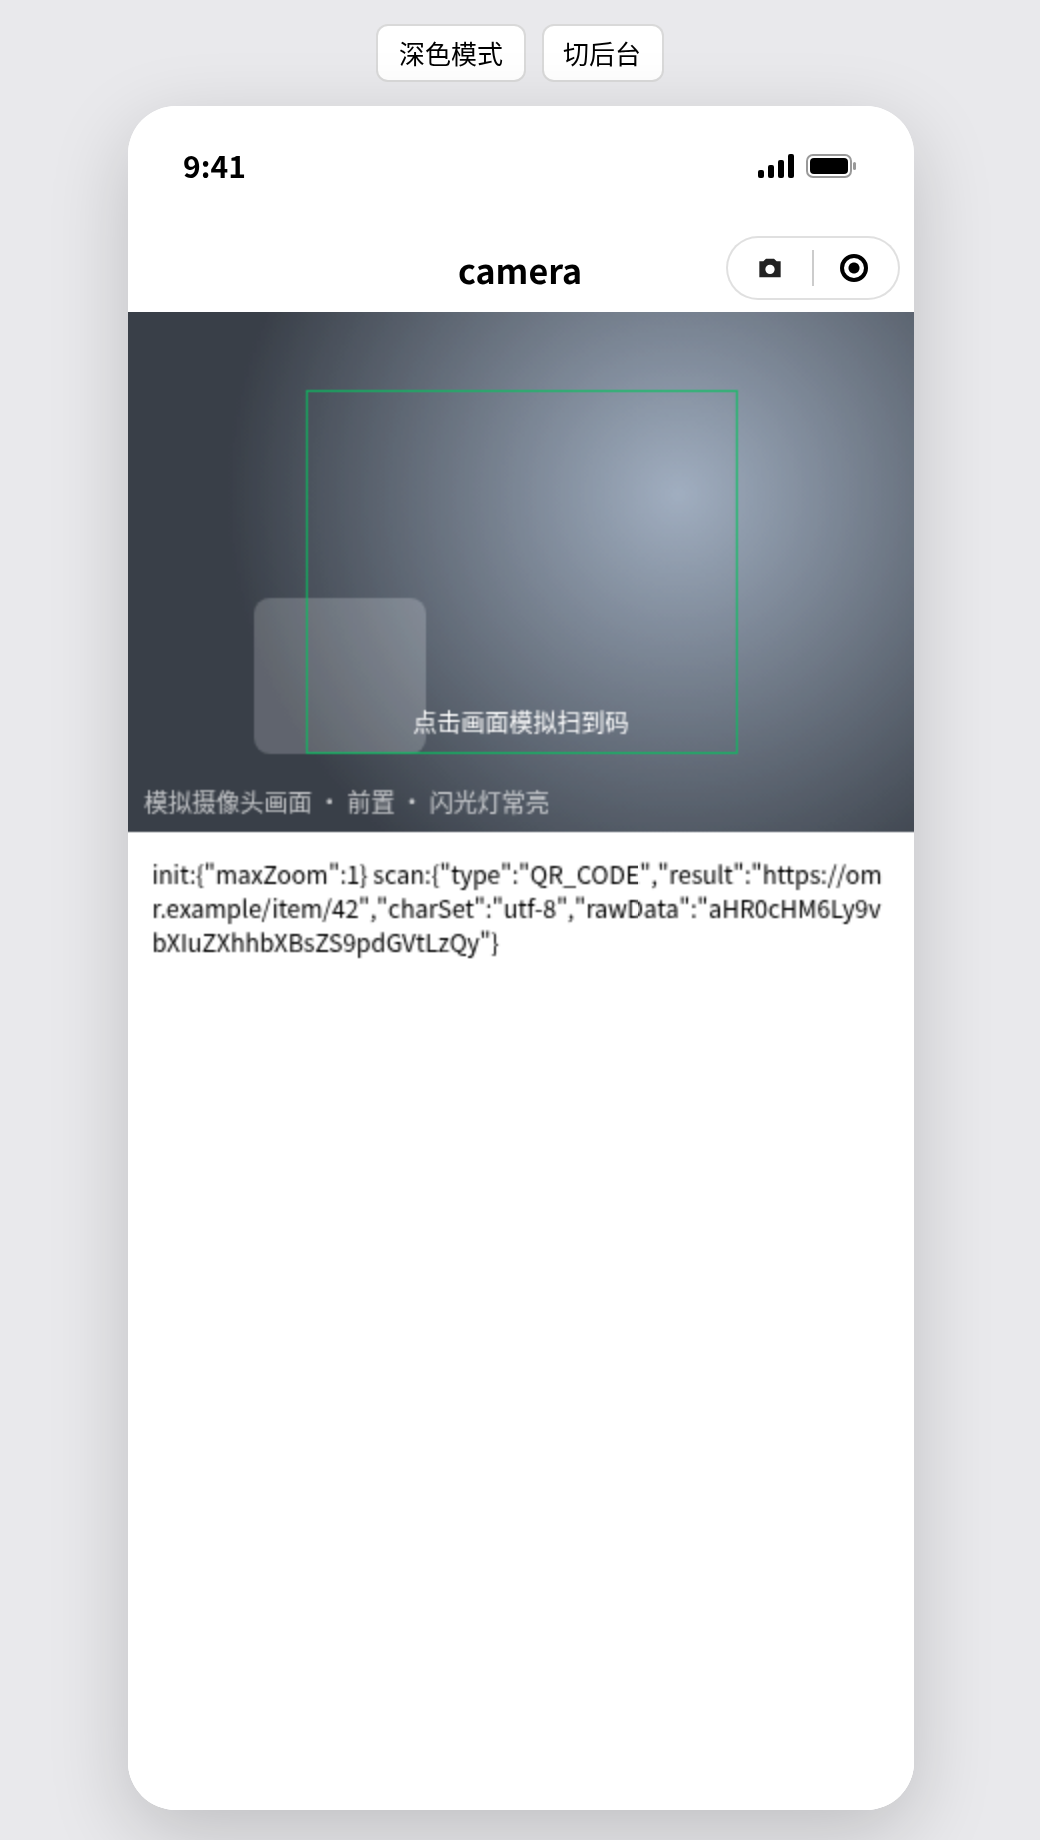 深色模式
切后台
9:41
camera
点击画面模拟扫到码
模拟摄像头画面 · 前置 · 闪光灯常亮
init:{"maxZoom":1} scan:{"type":"QR_CODE","result":"https://om
r.example/item/42","charSet":"utf-8","rawData":"aHR0cHM6Ly9v
bXIuZXhhbXBsZS9pdGVtLzQy"}